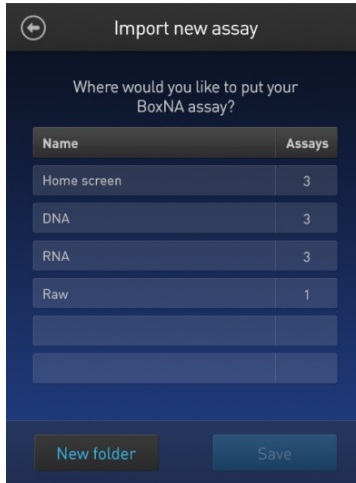 Import new assay
Where would you like to put your
BoxNA assay?
Name Assays
Home screen 3
DNA 3
RNA 3
Raw 1
New folder Save